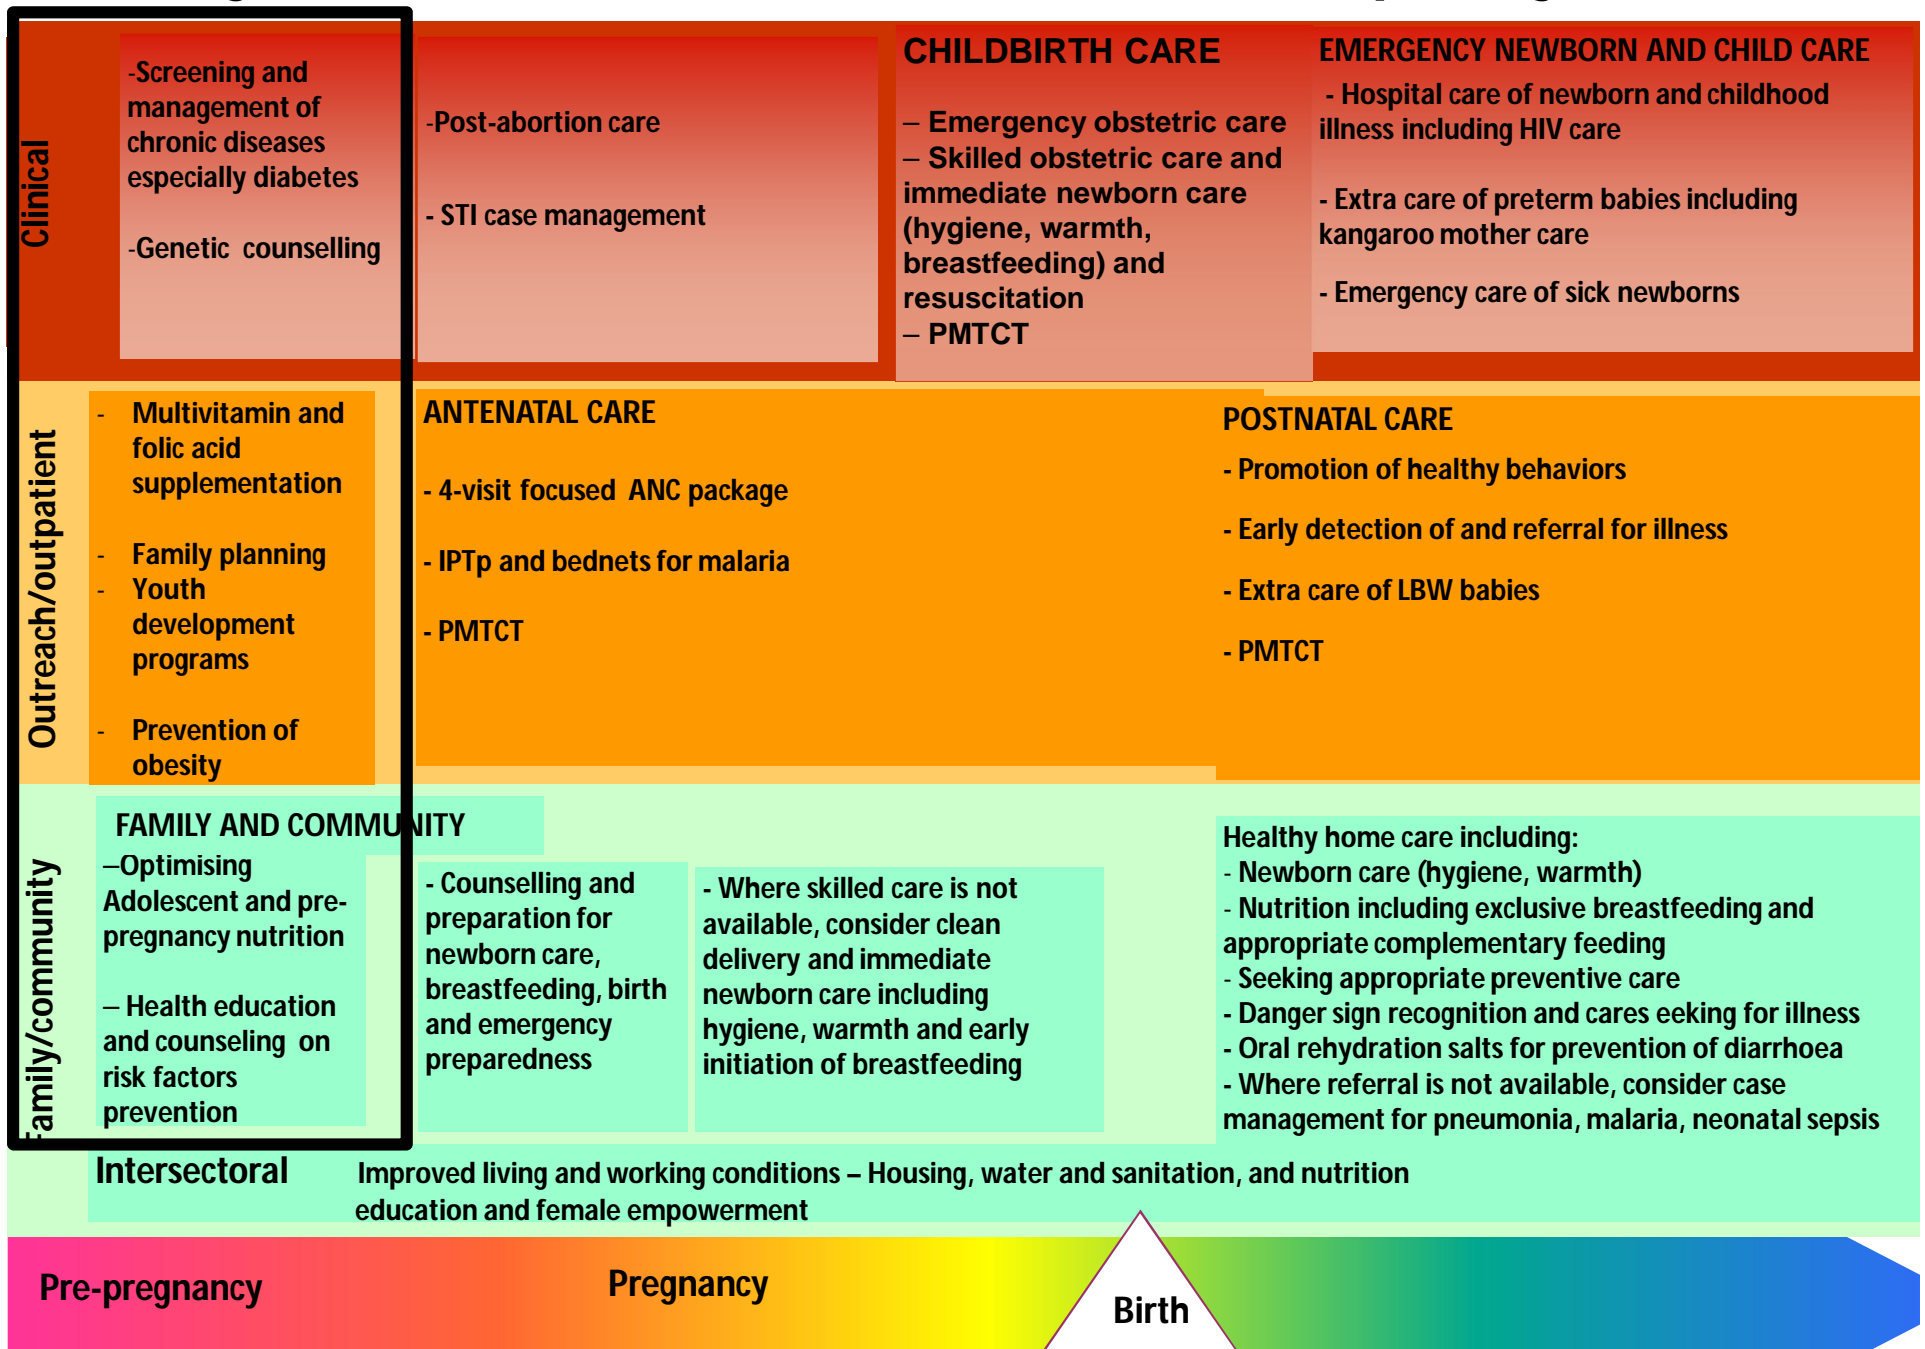 Clinical
-Screening and
management of
chronic diseases
especially diabetes
-Genetic counselling
-Post-abortion care
- STI case management
CHILDBIRTH CARE
– Emergency obstetric care
– Skilled obstetric care and
immediate newborn care
(hygiene, warmth,
breastfeeding) and
resuscitation
– PMTCT
EMERGENCY NEWBORN AND CHILD CARE
- Hospital care of newborn and childhood
illness including HIV care
- Extra care of preterm babies including
kangaroo mother care
- Emergency care of sick newborns
Outreach/outpatient
- Multivitamin and
folic acid
supplementation
- Family planning
- Youth
development
programs
- Prevention of
obesity
ANTENATAL CARE
- 4-visit focused ANC package
- IPTp and bednets for malaria
- PMTCT
POSTNATAL CARE
- Promotion of healthy behaviors
- Early detection of and referral for illness
- Extra care of LBW babies
- PMTCT
Family/community
FAMILY AND COMMUNITY
–Optimising
Adolescent and pre-
pregnancy nutrition
– Health education
and counseling on
risk factors
prevention
- Counselling and
preparation for
newborn care,
breastfeeding, birth
and emergency
preparedness
- Where skilled care is not
available, consider clean
delivery and immediate
newborn care including
hygiene, warmth and early
initiation of breastfeeding
Healthy home care including:
- Newborn care (hygiene, warmth)
- Nutrition including exclusive breastfeeding and
appropriate complementary feeding
- Seeking appropriate preventive care
- Danger sign recognition and cares eeking for illness
- Oral rehydration salts for prevention of diarrhoea
- Where referral is not available, consider case
management for pneumonia, malaria, neonatal sepsis
Intersectoral
Improved living and working conditions – Housing, water and sanitation, and nutrition
education and female empowerment
Pre-pregnancy
Pregnancy
Birth